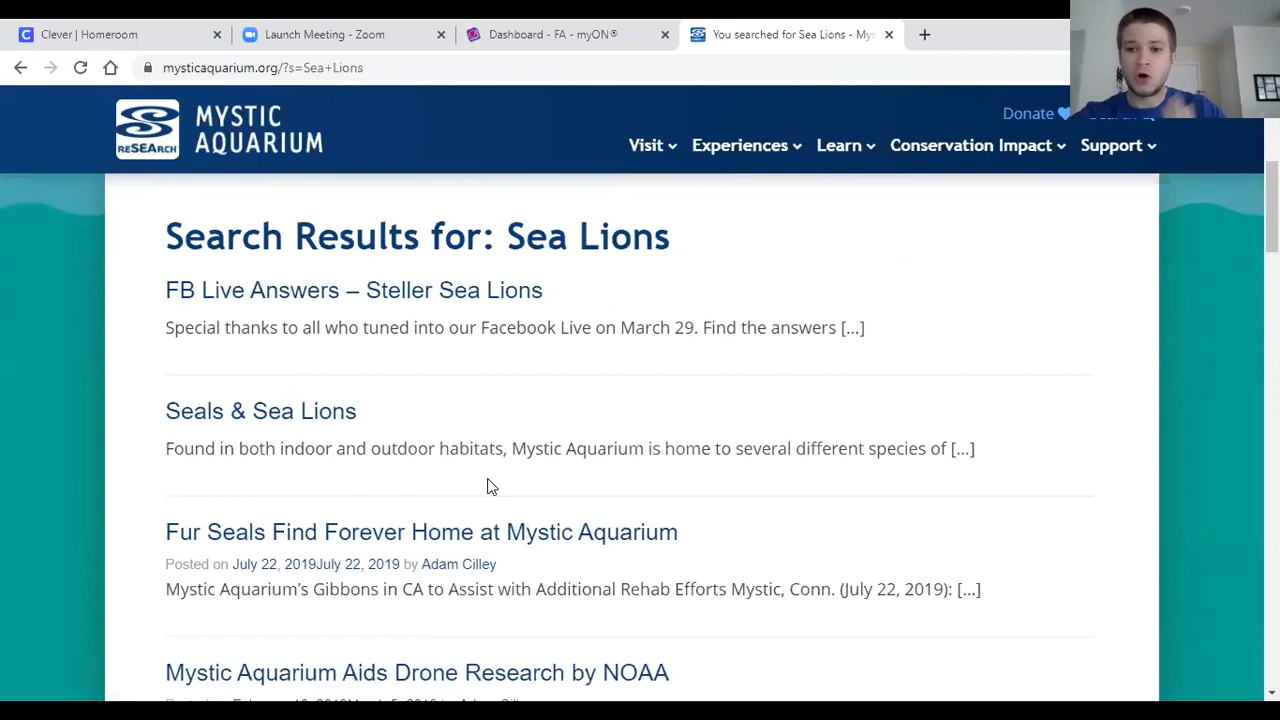 Clever | Homeroom
Launch Meeting - Zoom
Dashboard - FA - myON®
You searched for Sea Lions - Mys
mysticaquarium.org/?s=Sea+Lions
reSEArch
MYSTIC
AQUARIUM
Donate
Visit
Experiences
Learn
Conservation Impact
Support
Search Results for: Sea Lions
FB Live Answers – Steller Sea Lions
Special thanks to all who tuned into our Facebook Live on March 29. Find the answers [...]
Seals & Sea Lions
Found in both indoor and outdoor habitats, Mystic Aquarium is home to several different species of [...]
Fur Seals Find Forever Home at Mystic Aquarium
Posted on July 22, 2019July 22, 2019 by Adam Cilley
Mystic Aquarium's Gibbons in CA to Assist with Additional Rehab Efforts Mystic, Conn. (July 22, 2019): [...]
Mystic Aquarium Aids Drone Research by NOAA